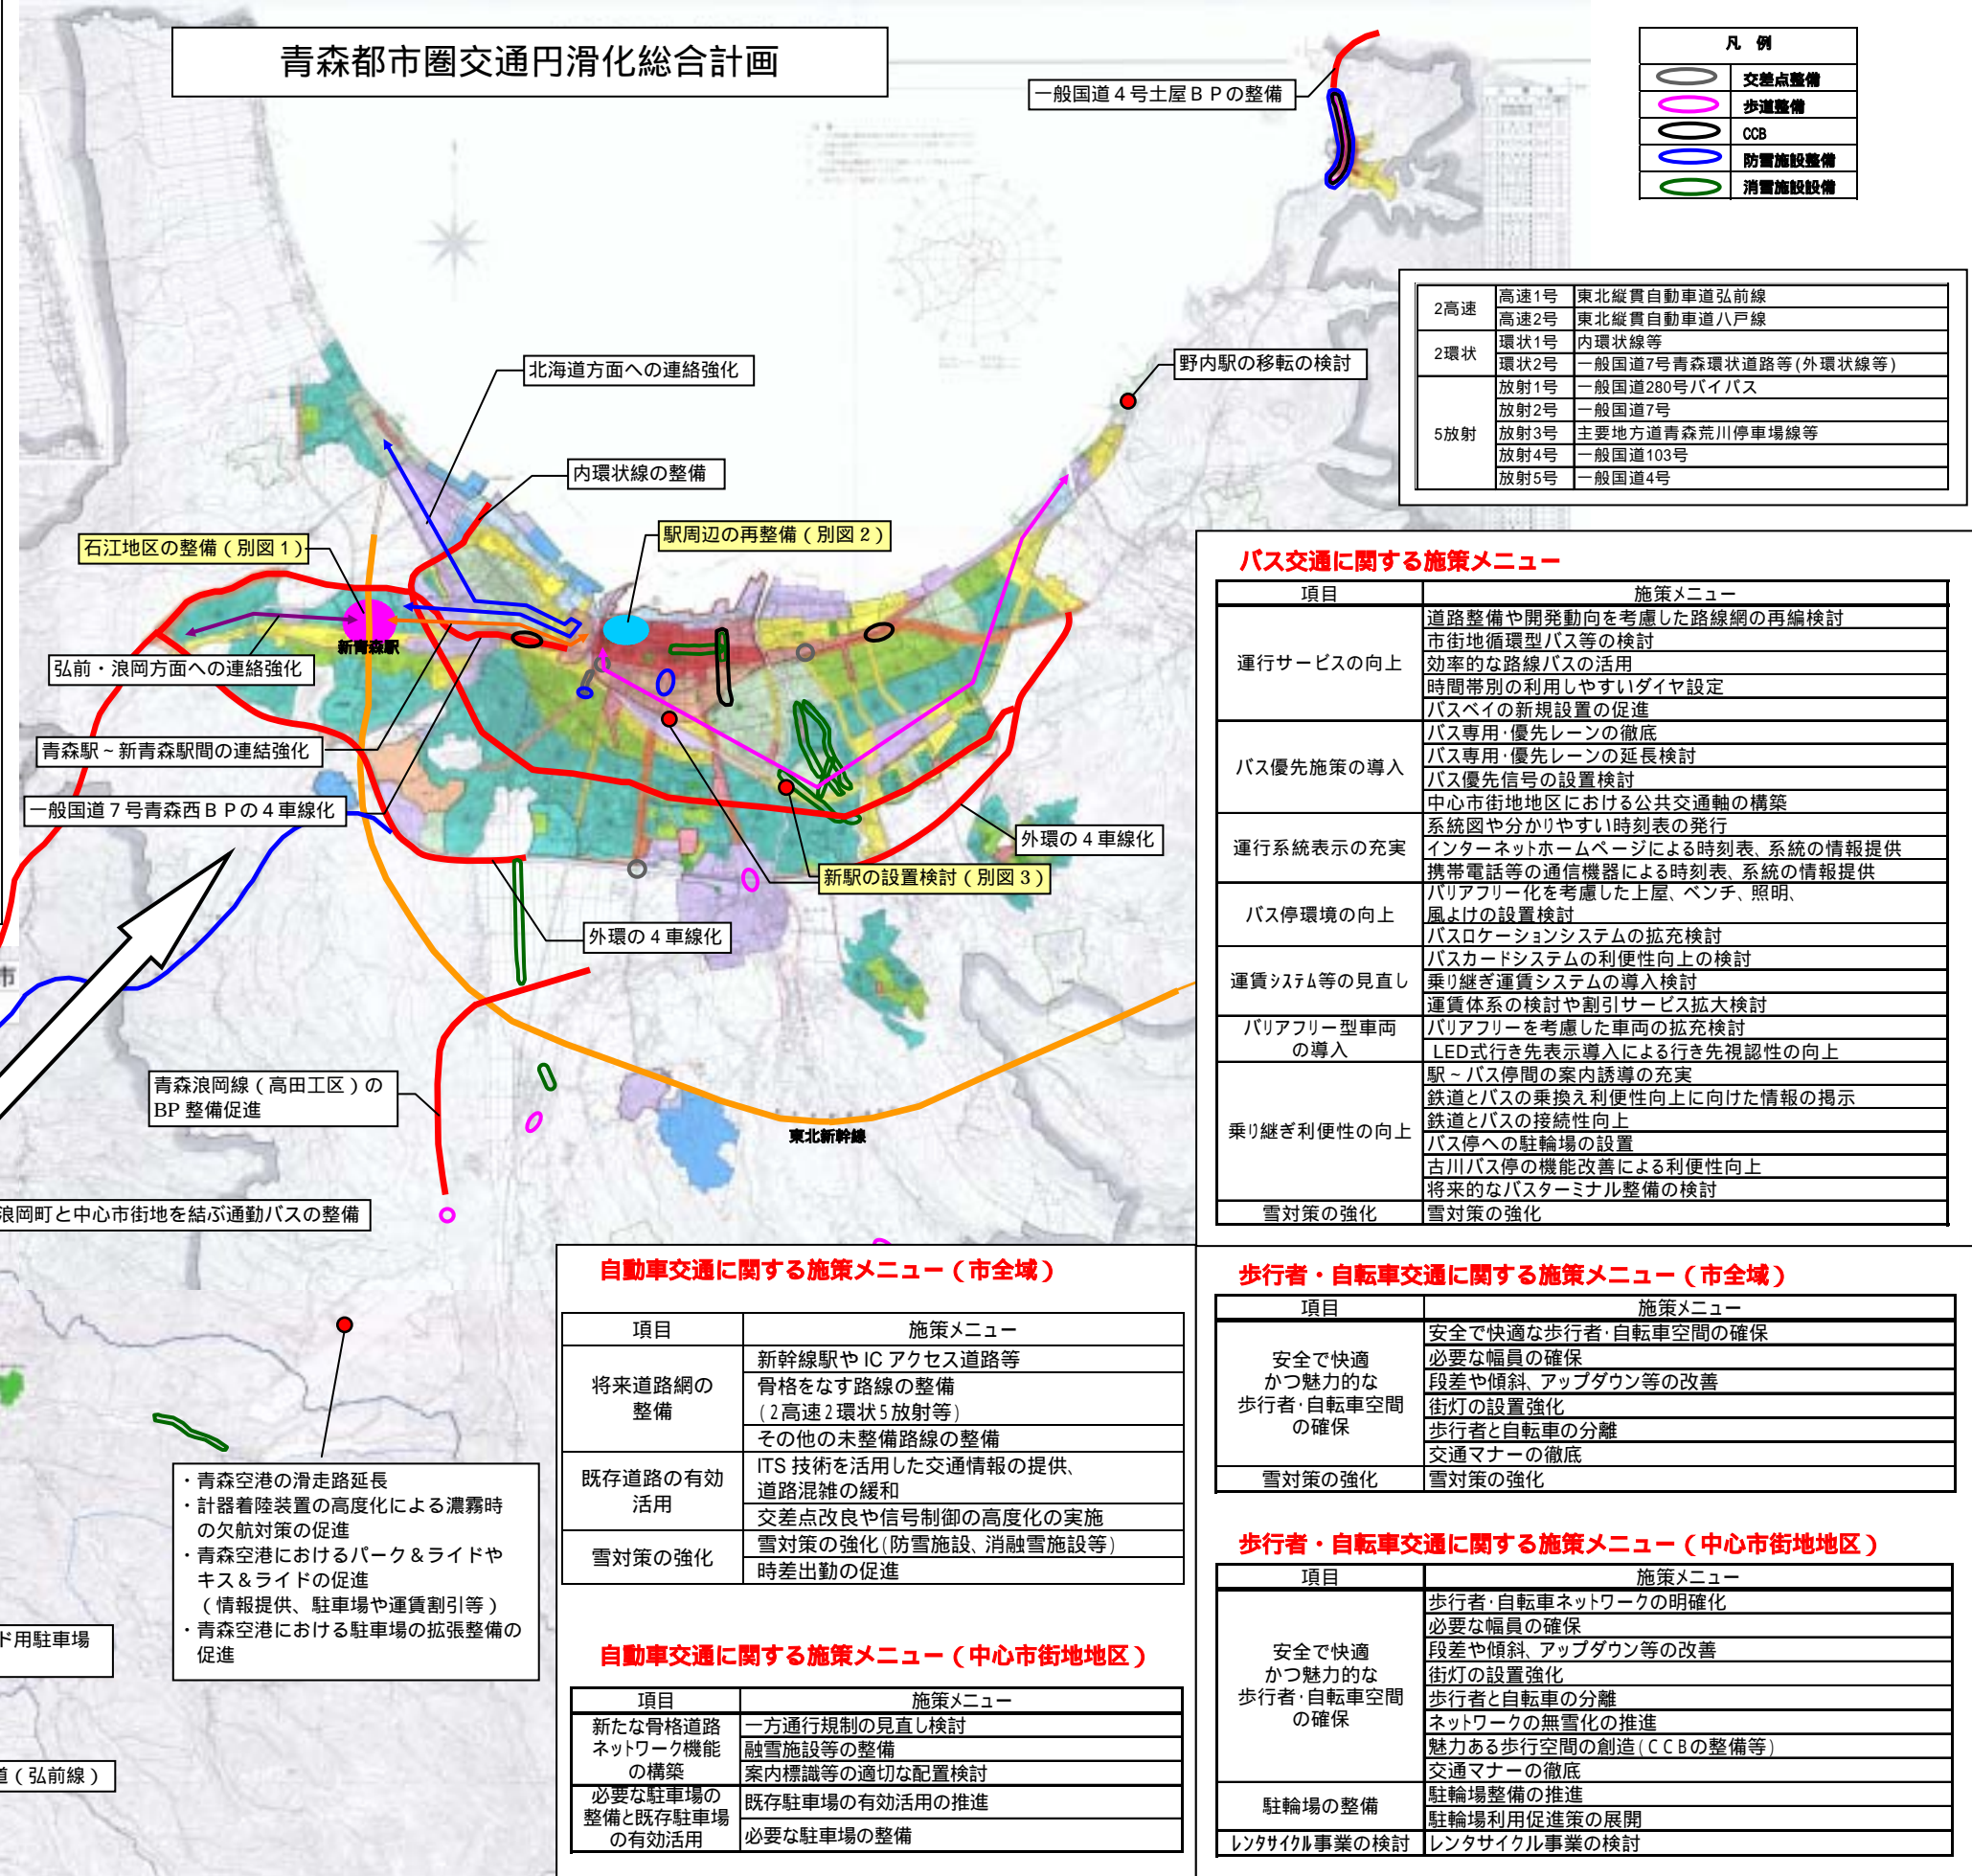 青森都市圏交通円滑化総合計画
一般国道４号土屋ＢＰの整備
凡 例
交差点整備
歩道整備
CCB
防雪施設整備
消雪施設設備
2高速
高速1号 東北縦貫自動車道弘前線
高速2号 東北縦貫自動車道八戸線
2環状
環状1号 内環状線等
環状2号 一般国道7号青森環状道路等(外環状線等)
5放射
放射1号 一般国道280号バイパス
放射2号 一般国道7号
放射3号 主要地方道青森荒川停車場線等
放射4号 一般国道103号
放射5号 一般国道4号
北海道方面への連絡強化
野内駅の移転の検討
内環状線の整備
駅周辺の再整備（別図２）
石江地区の整備（別図１）
新青森駅
弘前・浪岡方面への連絡強化
青森駅～新青森駅間の連結強化
一般国道７号青森西ＢＰの４車線化
外環の４車線化
新駅の設置検討（別図３）
外環の４車線化
市
青森浪岡線（高田工区）の
BP 整備促進
東北新幹線
浪岡町と中心市街地を結ぶ通勤バスの整備
・青森空港の滑走路延長
・計器着陸装置の高度化による濃霧時
の欠航対策の促進
・青森空港におけるパーク＆ライドや
キス＆ライドの促進
（情報提供、駐車場や運賃割引等）
・青森空港における駐車場の拡張整備の
促進
ド用駐車場
道（弘前線）
バス交通に関する施策メニュー
項目 施策メニュー
運行サービスの向上
道路整備や開発動向を考慮した路線網の再編検討
市街地循環型バス等の検討
効率的な路線バスの活用
時間帯別の利用しやすいダイヤ設定
バスベイの新規設置の促進
バス優先施策の導入
バス専用･優先レーンの徹底
バス専用･優先レーンの延長検討
バス優先信号の設置検討
中心市街地地区における公共交通軸の構築
運行系統表示の充実
系統図や分かりやすい時刻表の発行
インターネットホームページによる時刻表、系統の情報提供
携帯電話等の通信機器による時刻表、系統の情報提供
バス停環境の向上
バリアフリー化を考慮した上屋、ベンチ、照明、
風よけの設置検討
バスロケーションシステムの拡充検討
運賃システム等の見直し
バスカードシステムの利便性向上の検討
乗り継ぎ運賃システムの導入検討
運賃体系の検討や割引サービス拡大検討
バリアフリー型車両
の導入
バリアフリーを考慮した車両の拡充検討
LED式行き先表示導入による行き先視認性の向上
乗り継ぎ利便性の向上
駅～バス停間の案内誘導の充実
鉄道とバスの乗換え利便性向上に向けた情報の掲示
鉄道とバスの接続性向上
バス停への駐輪場の設置
古川バス停の機能改善による利便性向上
将来的なバスターミナル整備の検討
雪対策の強化 雪対策の強化
自動車交通に関する施策メニュー（市全域）
項目 施策メニュー
将来道路網の
整備
新幹線駅や IC アクセス道路等
骨格をなす路線の整備
（2高速2環状5放射等）
その他の未整備路線の整備
既存道路の有効
活用
ITS 技術を活用した交通情報の提供、
道路混雑の緩和
交差点改良や信号制御の高度化の実施
雪対策の強化
雪対策の強化(防雪施設、消融雪施設等)
時差出勤の促進
自動車交通に関する施策メニュー（中心市街地地区）
項目 施策メニュー
新たな骨格道路
ネットワーク機能
の構築
一方通行規制の見直し検討
融雪施設等の整備
案内標識等の適切な配置検討
必要な駐車場の
整備と既存駐車場
の有効活用
既存駐車場の有効活用の推進
必要な駐車場の整備
歩行者・自転車交通に関する施策メニュー（市全域）
項目 施策メニュー
安全で快適
かつ魅力的な
歩行者･自転車空間
の確保
安全で快適な歩行者･自転車空間の確保
必要な幅員の確保
段差や傾斜、アップダウン等の改善
街灯の設置強化
歩行者と自転車の分離
交通マナーの徹底
雪対策の強化 雪対策の強化
歩行者・自転車交通に関する施策メニュー（中心市街地地区）
項目 施策メニュー
安全で快適
かつ魅力的な
歩行者･自転車空間
の確保
歩行者･自転車ネットワークの明確化
必要な幅員の確保
段差や傾斜、アップダウン等の改善
街灯の設置強化
歩行者と自転車の分離
ネットワークの無雪化の推進
魅力ある歩行空間の創造(ＣＣＢの整備等)
交通マナーの徹底
駐輪場の整備
駐輪場整備の推進
駐輪場利用促進策の展開
レンタサイクル事業の検討 レンタサイクル事業の検討